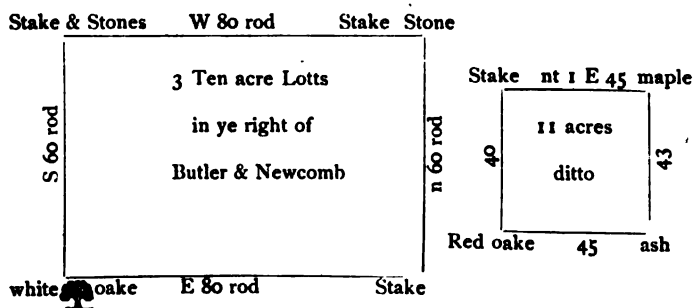 Stake & Stones W 80 rod Stake Stone
S 60 rod
3 Ten acre Lotts
in ye right of
Butler & Newcomb
n 60 rod
white oake E 80 rod Stake
Stake nt 1 E 45 maple
40
11 acres
ditto
43
Red oake 45 ash